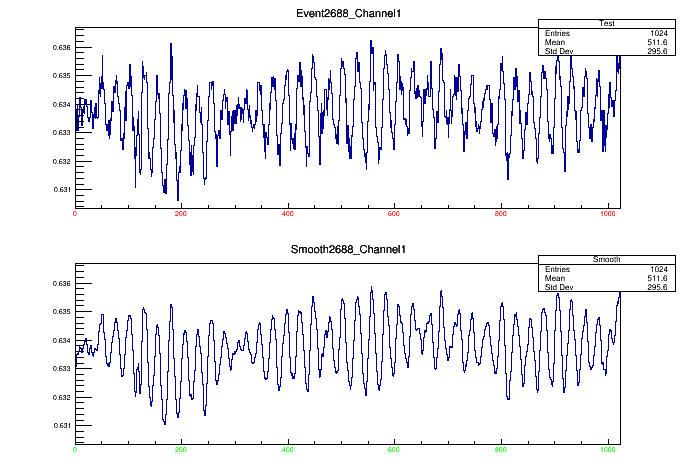 Event2688_Channel1
Test
Entries 1024
Mean 511.6
Std Dev 295.6
0.636
0.635
0.634
0.633
0.632
0.631
0 200 400 600 800 1000
Smooth2688_Channel1
Smooth
Entries 1024
Mean 511.6
Std Dev 295.6
0.636
0.635
0.634
0.633
0.632
0.631
0 200 400 600 800 1000